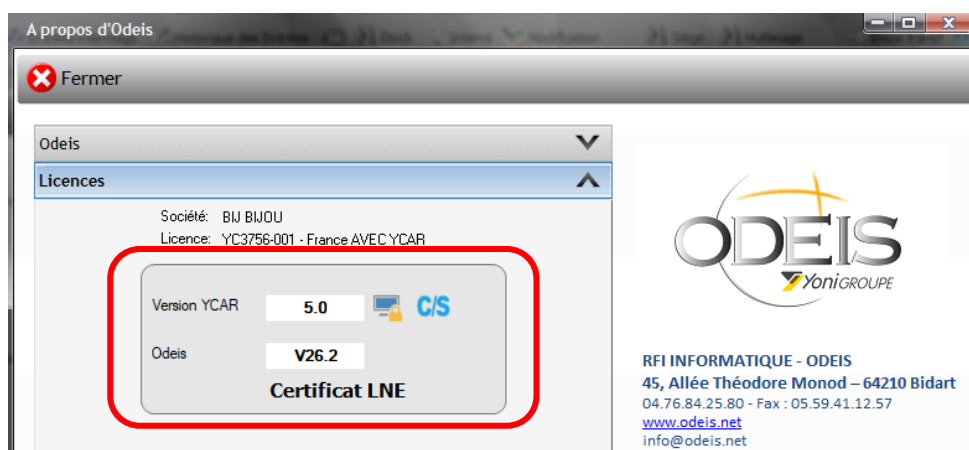 A propos d'Odeis
Fermer
Odeis
Licences
Société: BIJ BIJOU
Licence: YC3756-001 - France AVEC YCAR
Version YCAR 5.0 C/S
Odeis V26.2
Certificat LNE
ODEIS
YoniGROUPE
RFI INFORMATIQUE - ODEIS
45, Allée Théodore Monod – 64210 Bidart
04.76.84.25.80 - Fax : 05.59.41.12.57
www.odeis.net
info@odeis.net